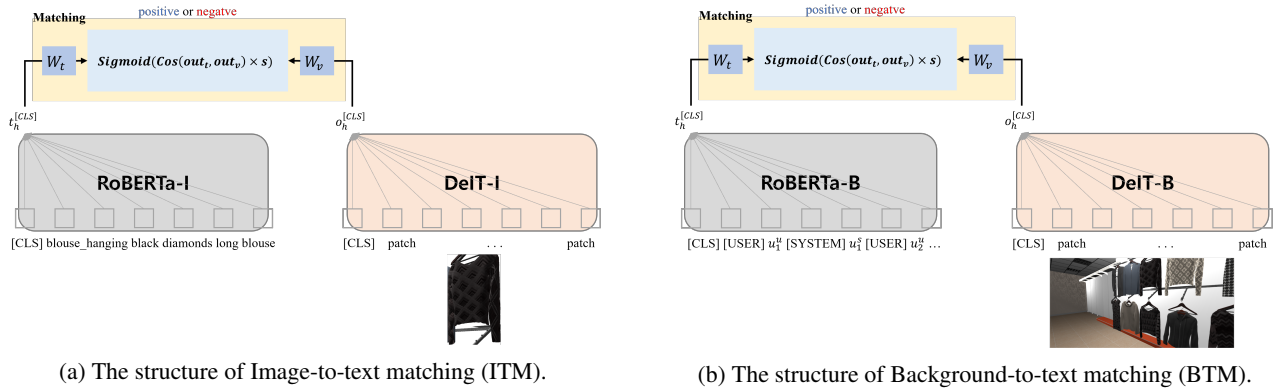 positive or negatve
Matching
W_t
Sigmoid(Cos(out_t, out_v) × s)
W_v
t_h^[CLS]
o_h^[CLS]
RoBERTa-I
DeIT-I
[CLS] blouse_hanging black diamonds long blouse
[CLS] patch . . . patch
(a) The structure of Image-to-text matching (ITM).
positive or negatve
Matching
W_t
Sigmoid(Cos(out_t, out_v) × s)
W_v
t_h^[CLS]
o_h^[CLS]
RoBERTa-B
DeIT-B
[CLS] [USER] u_1^u [SYSTEM] u_1^s [USER] u_2^u ...
[CLS] patch . . . patch
(b) The structure of Background-to-text matching (BTM).